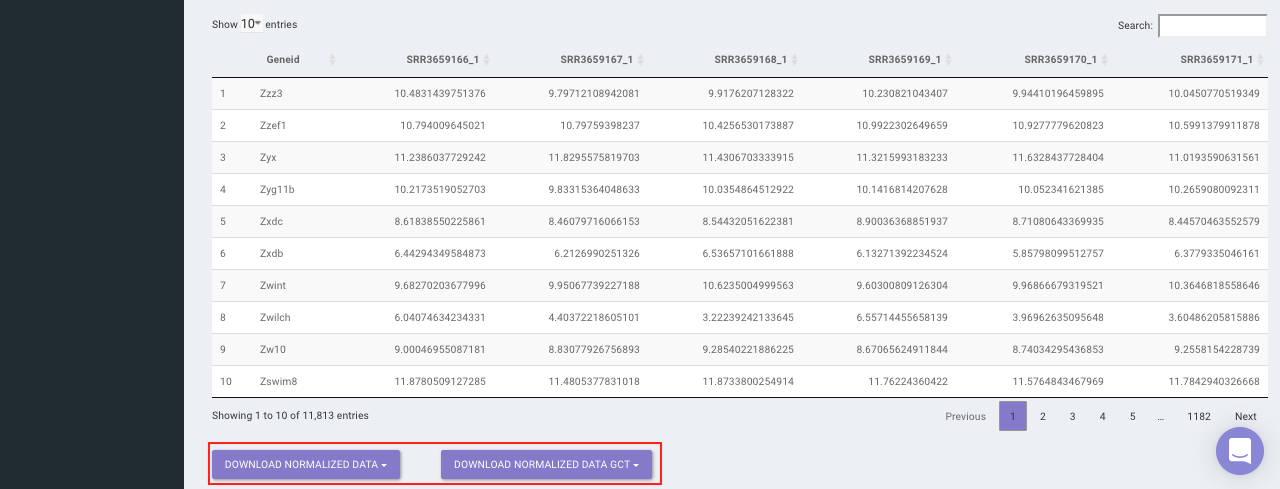 Show 10 entries Search:
Geneid SRR3659166_1 SRR3659167_1 SRR3659168_1 SRR3659169_1 SRR3659170_1 SRR3659171_1
1 Zzz3 10.4831439751376 9.79712108942081 9.9176207128322 10.230821043407 9.94410196459895 10.0450770519349
2 Zzef1 10.794009645021 10.79759398237 10.4256530173887 10.9922302649659 10.9277779620823 10.5991379911878
3 Zyx 11.2386037729242 11.8295575819703 11.4306703333915 11.3215993183233 11.6328437728404 11.0193590631561
4 Zyg11b 10.2173519052703 9.83315364048633 10.0354864512922 10.1416814207628 10.052341621385 10.2659080092311
5 Zxdc 8.61838550225861 8.46079716066153 8.54432051622381 8.90036368851937 8.71080643369935 8.44570463552579
6 Zxdb 6.44294349584873 6.2126990251326 6.53657101661888 6.13271392234524 5.85798099512757 6.3779335046161
7 Zwint 9.68270203677996 9.95067739227188 10.6235004999563 9.60300809126304 9.96866679319521 10.3646818558646
8 Zwilch 6.04074634234331 4.40372218605101 3.22239242133645 6.55714455658139 3.96962635095648 3.60486205815886
9 Zw10 9.00046955087181 8.83077926756893 9.28540221886225 8.67065624911844 8.74034295436853 9.2558154228739
10 Zswim8 11.8780509127285 11.4805377831018 11.8733800254914 11.76224360422 11.5764843467969 11.7842940326668
Showing 1 to 10 of 11,813 entries Previous 1 2 3 4 5 … 1182 Next
DOWNLOAD NORMALIZED DATA DOWNLOAD NORMALIZED DATA GCT